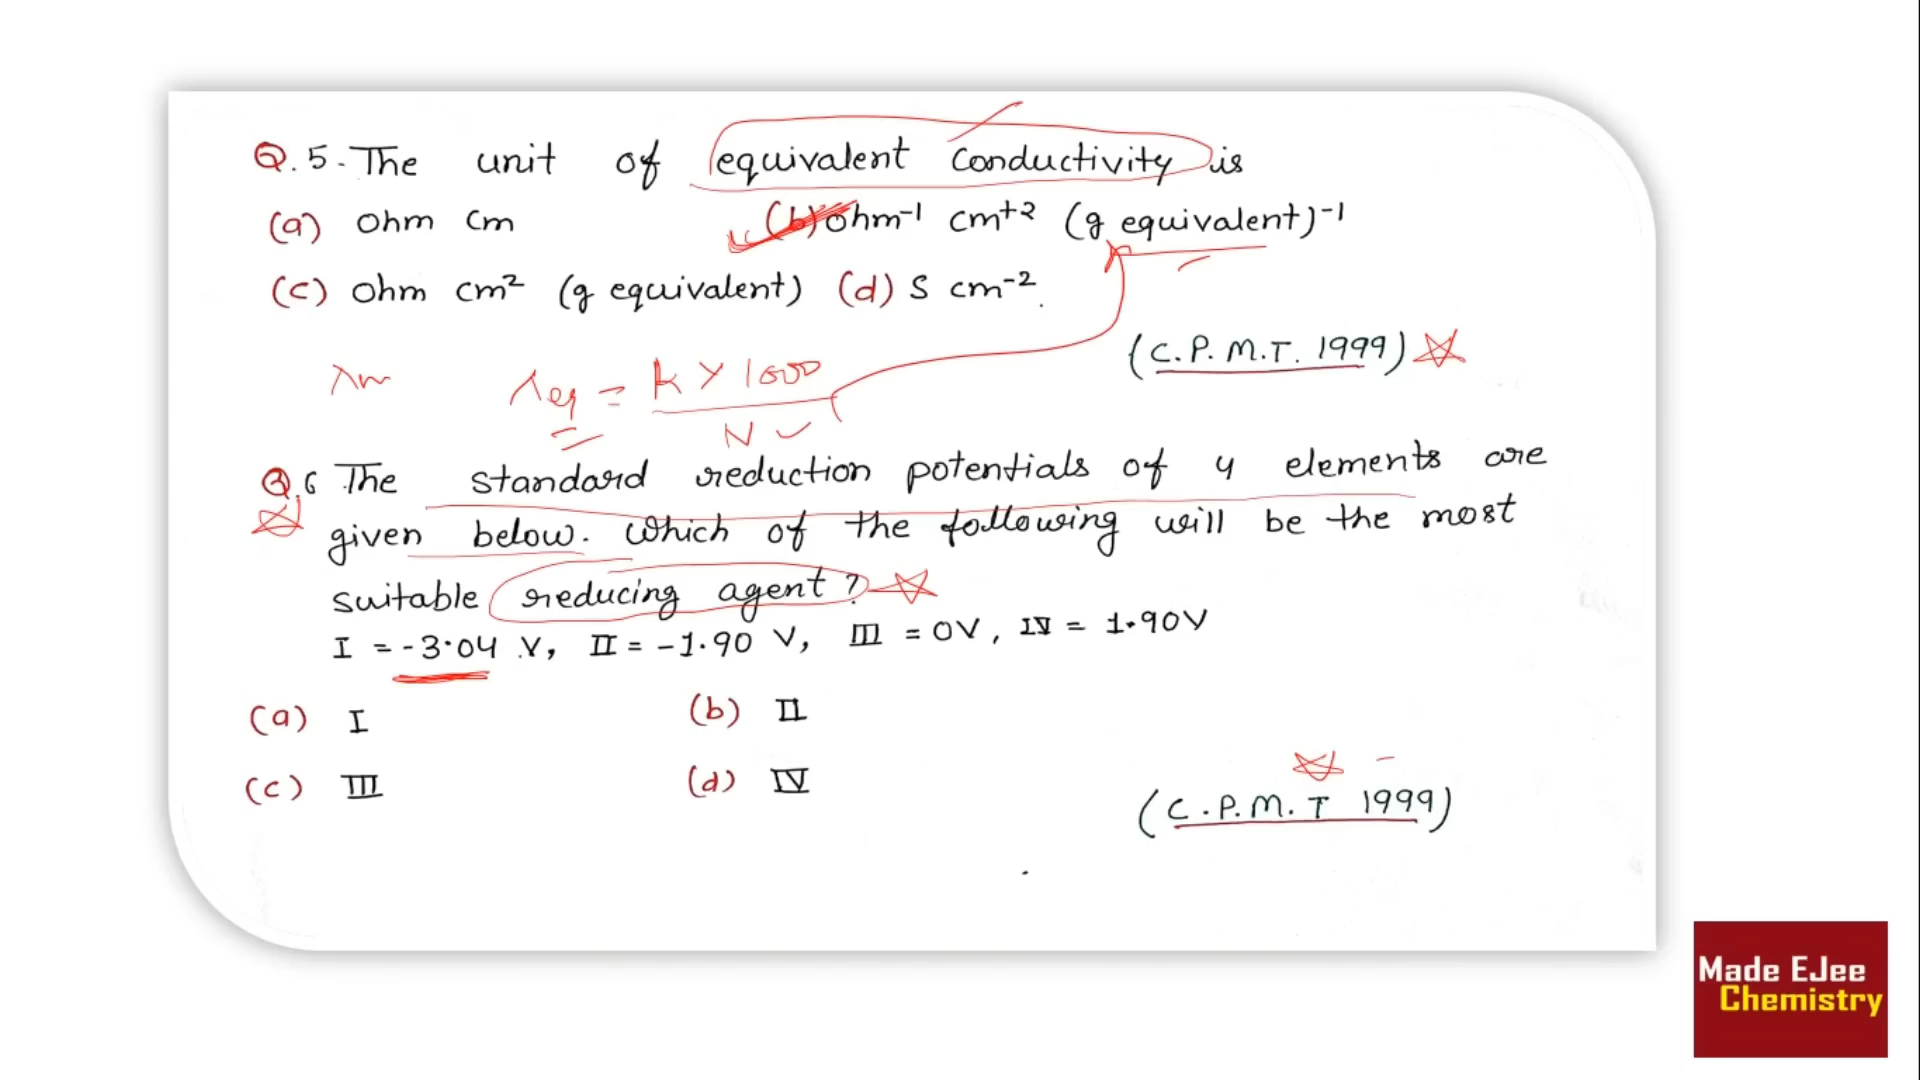 Q. 5. The unit of equivalent conductivity is
(a) Ohm Cm (b) ohm⁻¹ cm⁺² (g equivalent)⁻¹
(c) Ohm cm² (g equivalent) (d) S cm⁻².
(C.P.M.T. 1999)
λm λeq = k × 1000
N
Q.6 The standard reduction potentials of 4 elements are
given below. Which of the following will be the most
suitable reducing agent?
I = -3.04 V, II = -1.90 V, III = 0V, IV = 1.90V
(a) I (b) II
(c) III (d) IV
(C.P.M.T 1999)
Made EJee
Chemistry